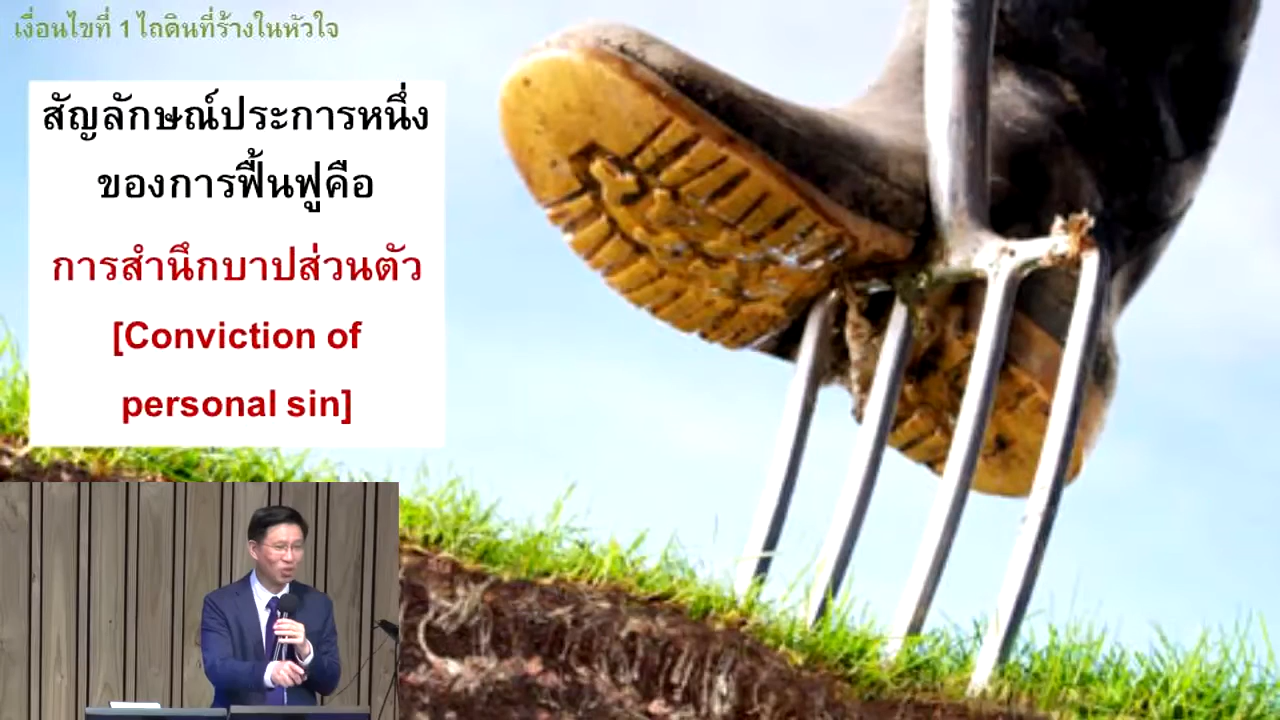 เงื่อนไขที่ 1 ไถดินที่ร้างในหัวใจ
สัญลักษณ์ประการหนึ่ง
ของการฟื้นฟูคือ
การสำนึกบาปส่วนตัว
[Conviction of
personal sin]